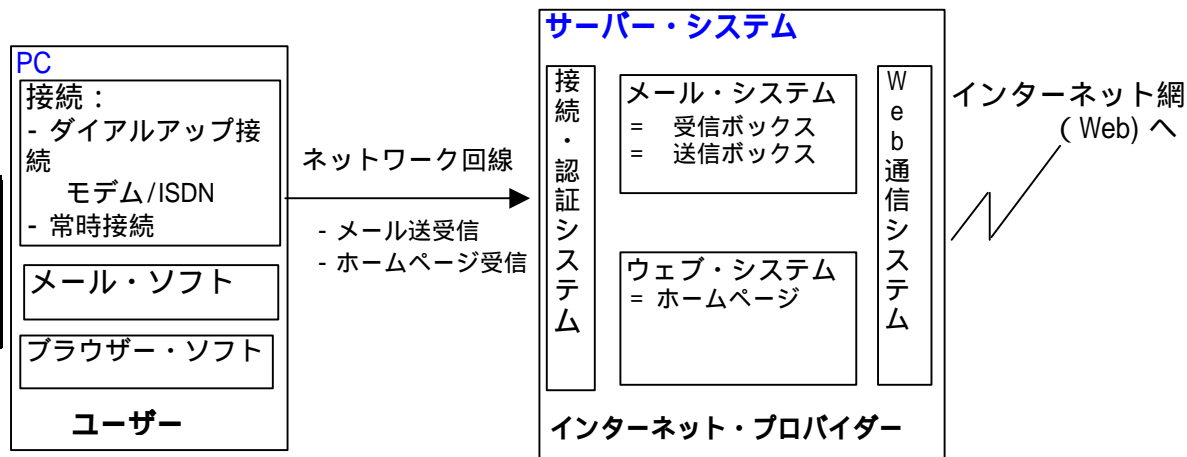 PC
接続：
- ダイアルアップ接
続
モデム/ISDN
- 常時接続
メール・ソフト
ブラウザー・ソフト
ユーザー
ネットワーク回線
- メール送受信
- ホームページ受信
サーバー・システム
接続・認証システム
メール・システム
= 受信ボックス
= 送信ボックス
ウェブ・システム
= ホームページ
Web通信システム
インターネット・プロバイダー
インターネット網
（Web) へ